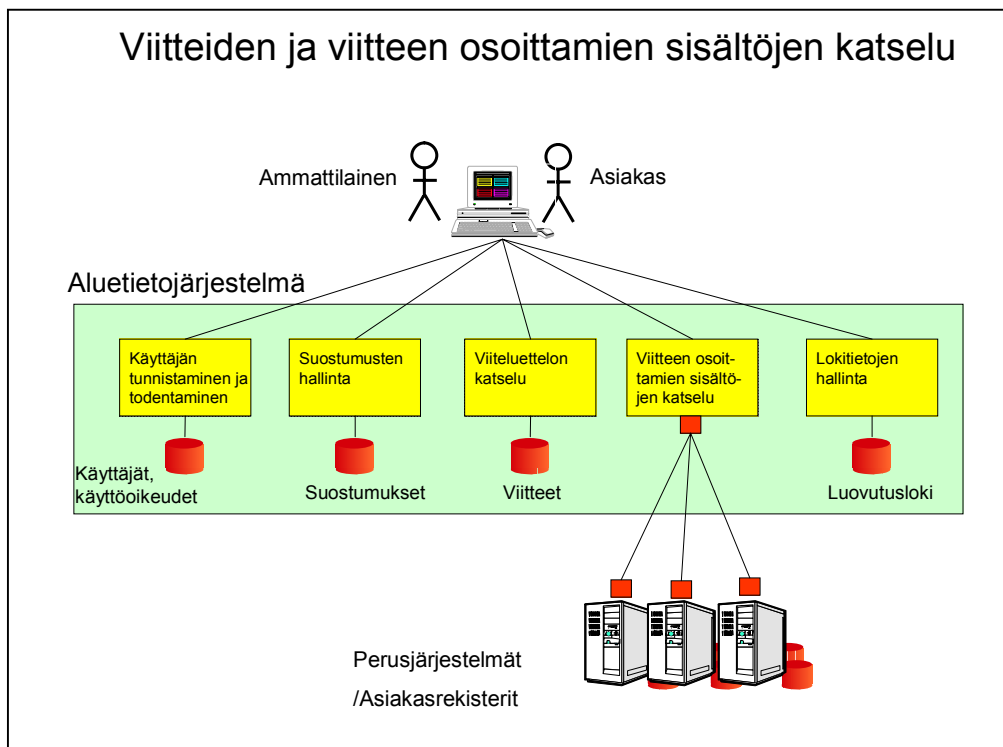 Viitteiden ja viitteen osoittamien sisältöjen katselu
Ammattilainen
Asiakas
Aluetietojärjestelmä
Käyttäjän
tunnistaminen ja
todentaminen
Suostumusten
hallinta
Viiteluettelon
katselu
Viitteen osoit-
tamien sisältö-
jen katselu
Lokitietojen
hallinta
Käyttäjät,
käyttöoikeudet
Suostumukset
Viitteet
Luovutusloki
Perusjärjestelmät
/Asiakasrekisterit